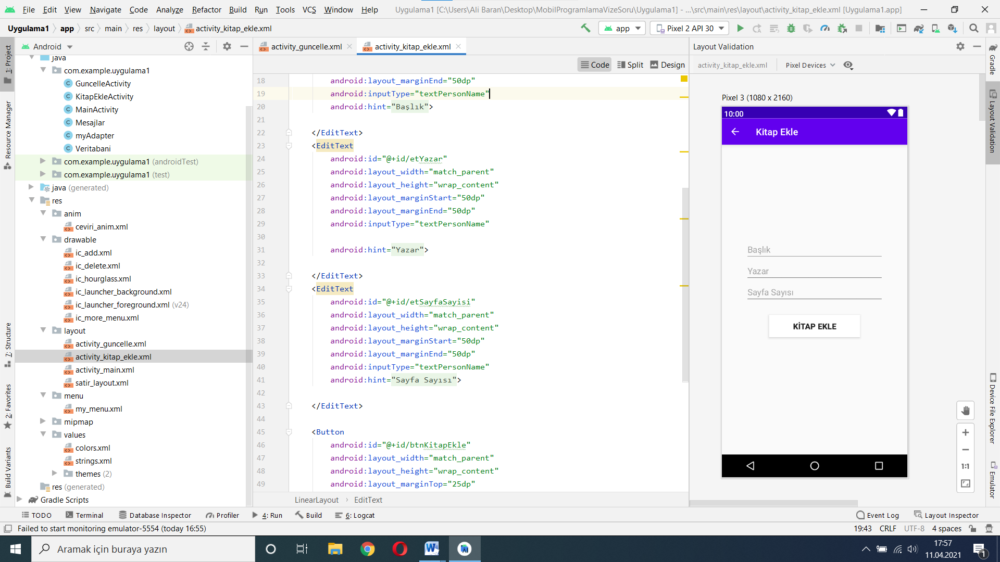 File Edit View Navigate Code Analyze Refactor Build Run Tools VCS Window Help Uygulama1 [C:\Users\Ali Baran\Desktop\MobilProgramlamaVizeSoru\Uygulama1] - ...\src\main\res\layout\activity_kitap_ekle.xml [Uygulama1.app]
Uygulama1 app src main res layout activity_kitap_ekle.xml app Pixel 2 API 30
Android
activity_guncelle.xml activity_kitap_ekle.xml
Layout Validation
Code Split Design
activity_kitap_ekle.xml Pixel Devices
1: Project
Resource Manager
7: Structure
2: Favorites
Build Variants
java
com.example.uygulama1
GuncelleActivity
KitapEkleActivity
MainActivity
Mesajlar
myAdapter
Veritabani
com.example.uygulama1 (androidTest)
com.example.uygulama1 (test)
java (generated)
res
anim
ceviri_anim.xml
drawable
ic_add.xml
ic_delete.xml
ic_hourglass.xml
ic_launcher_background.xml
ic_launcher_foreground.xml (v24)
ic_more_menu.xml
layout
activity_guncelle.xml
activity_kitap_ekle.xml
activity_main.xml
satir_layout.xml
menu
my_menu.xml
mipmap
values
colors.xml
strings.xml
themes (2)
res (generated)
Gradle Scripts
18 android:layout_marginEnd="50dp"
19 android:inputType="textPersonName"
20 android:hint="Başlık">
21
22 </EditText>
23 <EditText
24 android:id="@+id/etYazar"
25 android:layout_width="match_parent"
26 android:layout_height="wrap_content"
27 android:layout_marginStart="50dp"
28 android:layout_marginEnd="50dp"
29 android:inputType="textPersonName"
30
31 android:hint="Yazar">
32
33 </EditText>
34 <EditText
35 android:id="@+id/etSayfaSayisi"
36 android:layout_width="match_parent"
37 android:layout_height="wrap_content"
38 android:layout_marginStart="50dp"
39 android:layout_marginEnd="50dp"
40 android:inputType="textPersonName"
41 android:hint="Sayfa Sayısı">
42
43 </EditText>
44
45 <Button
46 android:id="@+id/btnKitapEkle"
47 android:layout_width="match_parent"
48 android:layout_height="wrap_content"
49 android:layout_marginTop="25dp"
LinearLayout EditText
Pixel 3 (1080 x 2160)
10:00
Kitap Ekle
Başlık
Yazar
Sayfa Sayısı
KİTAP EKLE
1:1
Gradle
Layout Validation
Device File Explorer
Emulator
TODO Terminal Database Inspector Profiler 4: Run Build 6: Logcat Event Log Layout Inspector
Failed to start monitoring emulator-5554 (today 16:55) 19:43 CRLF UTF-8 4 spaces
Aramak için buraya yazın
17:57
11.04.2021
1